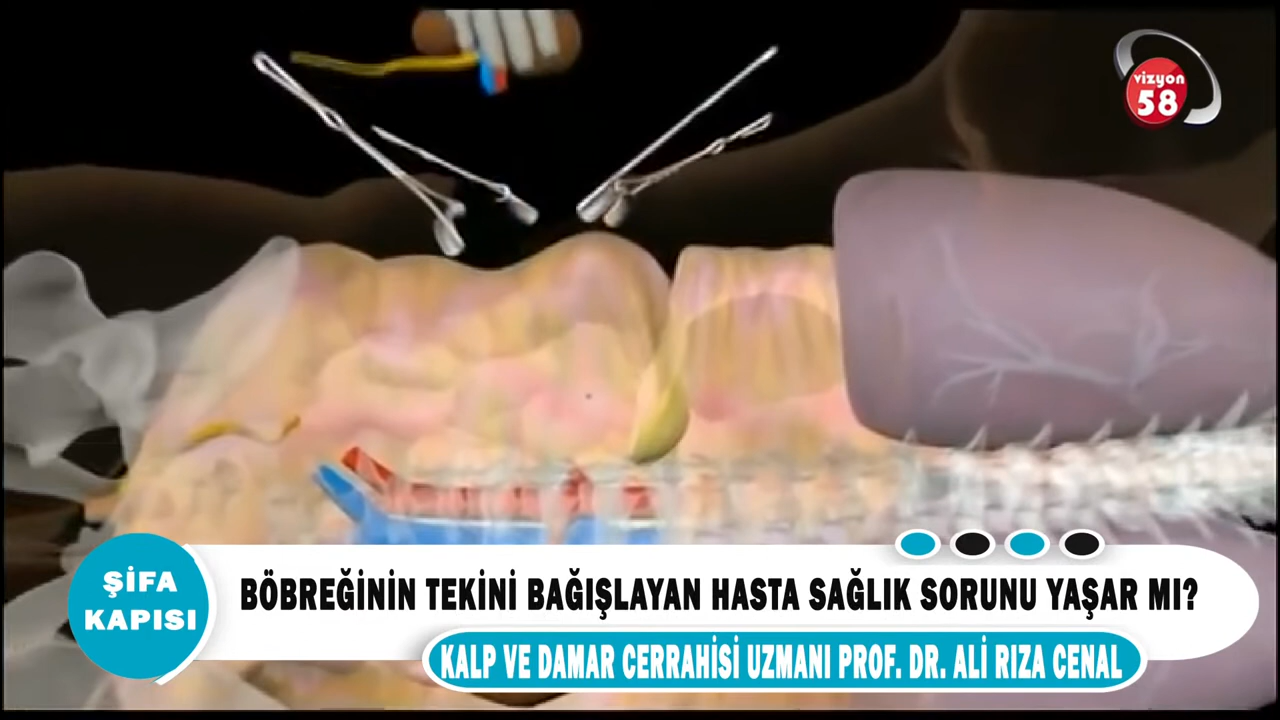 vizyon
58
ŞİFA
KAPISI
BÖBREĞİNİN TEKİNİ BAĞIŞLAYAN HASTA SAĞLIK SORUNU YAŞAR MI?
KALP VE DAMAR CERRAHİSİ UZMANI PROF. DR. ALİ RIZA CENAL